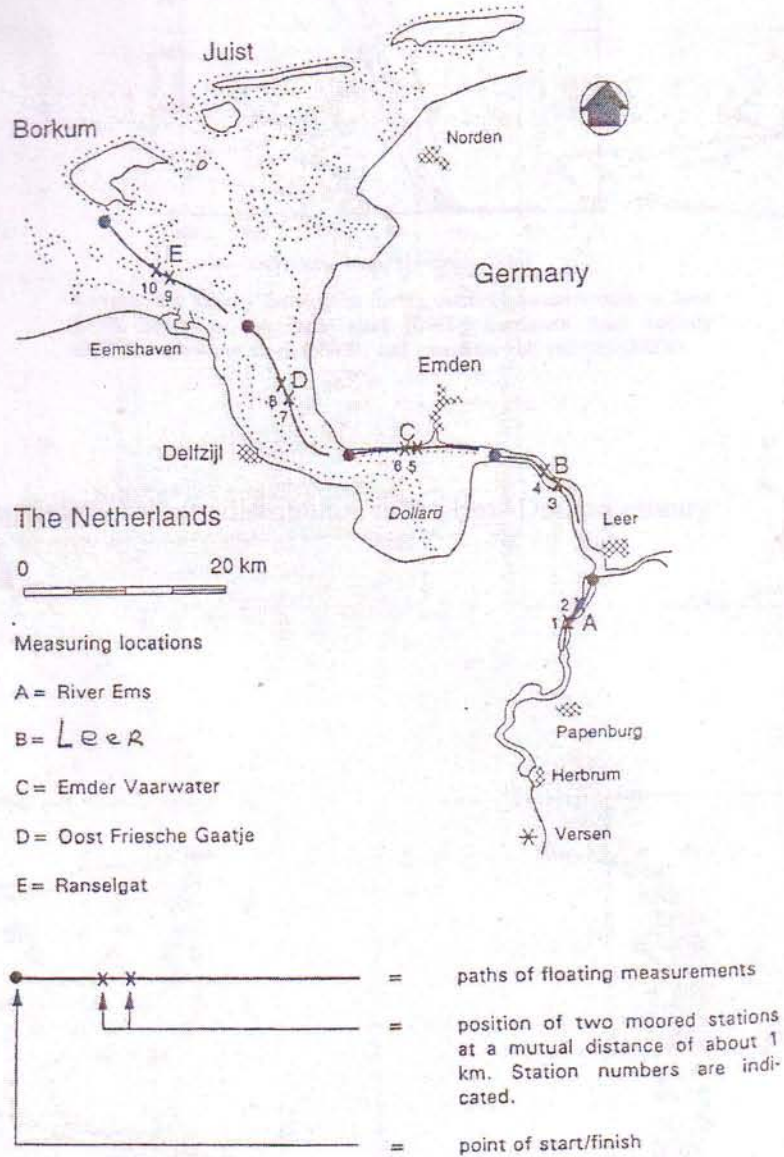 Juist
Borkum
Norden
E
10 9
Germany
Eemshaven
Emden
D
8 7
C
Delfzijl
6 5
B
4 3
Dollard
Leer
The Netherlands
0 20 km
2
1 A
Measuring locations
A = River Ems
Papenburg
B = LeeR
Herbrum
C = Emder Vaarwater
Versen
D = Oost Friesche Gaatje
E = Ranselgat
= paths of floating measurements
= position of two moored stations
at a mutual distance of about 1
km. Station numbers are indi-
cated.
= point of start/finish